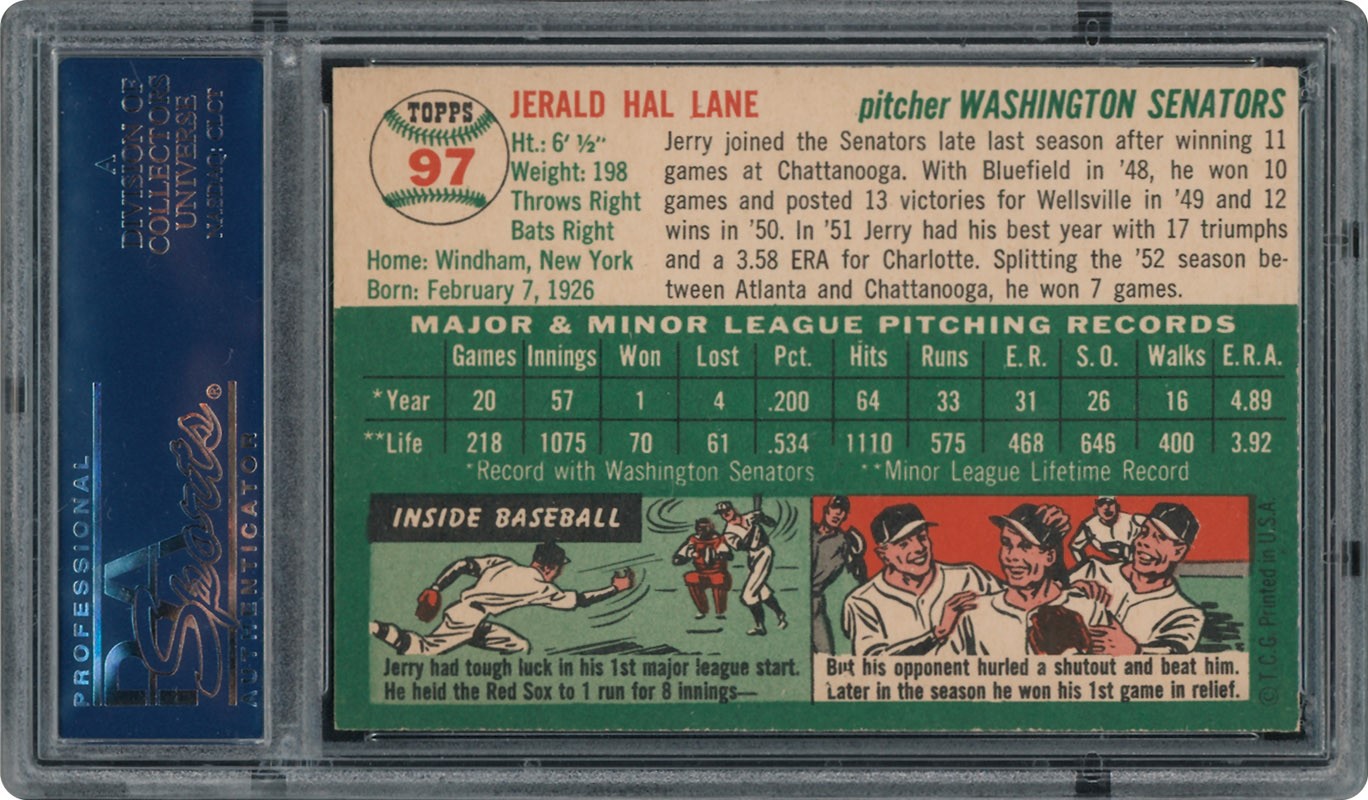 A
DIVISION OF
COLLECTORS
UNIVERSE
NASDAQ: CLCT
PROFESSIONAL
PSA
Sports®
AUTHENTICATOR
TOPPS
97
JERALD HAL LANE
pitcher WASHINGTON SENATORS
Ht.: 6' ½"
Weight: 198
Throws Right
Bats Right
Home: Windham, New York
Born: February 7, 1926
Jerry joined the Senators late last season after winning 11
games at Chattanooga. With Bluefield in '48, he won 10
games and posted 13 victories for Wellsville in '49 and 12
wins in '50. In '51 Jerry had his best year with 17 triumphs
and a 3.58 ERA for Charlotte. Splitting the '52 season be-
tween Atlanta and Chattanooga, he won 7 games.
MAJOR & MINOR LEAGUE PITCHING RECORDS
Games Innings Won Lost Pct. Hits Runs E.R. S.O. Walks E.R.A.
*Year 20 57 1 4 .200 64 33 31 26 16 4.89
**Life 218 1075 70 61 .534 1110 575 468 646 400 3.92
*Record with Washington Senators **Minor League Lifetime Record
INSIDE BASEBALL
Jerry had tough luck in his 1st major league start.
He held the Red Sox to 1 run for 8 innings—
But his opponent hurled a shutout and beat him.
Later in the season he won his 1st game in relief.
© T.C.G. Printed in U.S.A.